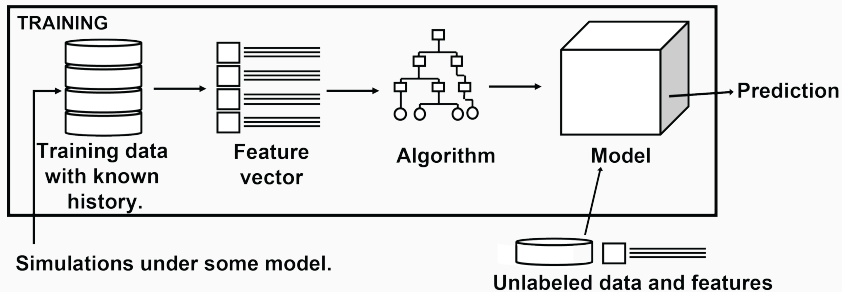 TRAINING
Training data
with known
history.
Feature
vector
Algorithm
Model
Prediction
Simulations under some model.
Unlabeled data and features